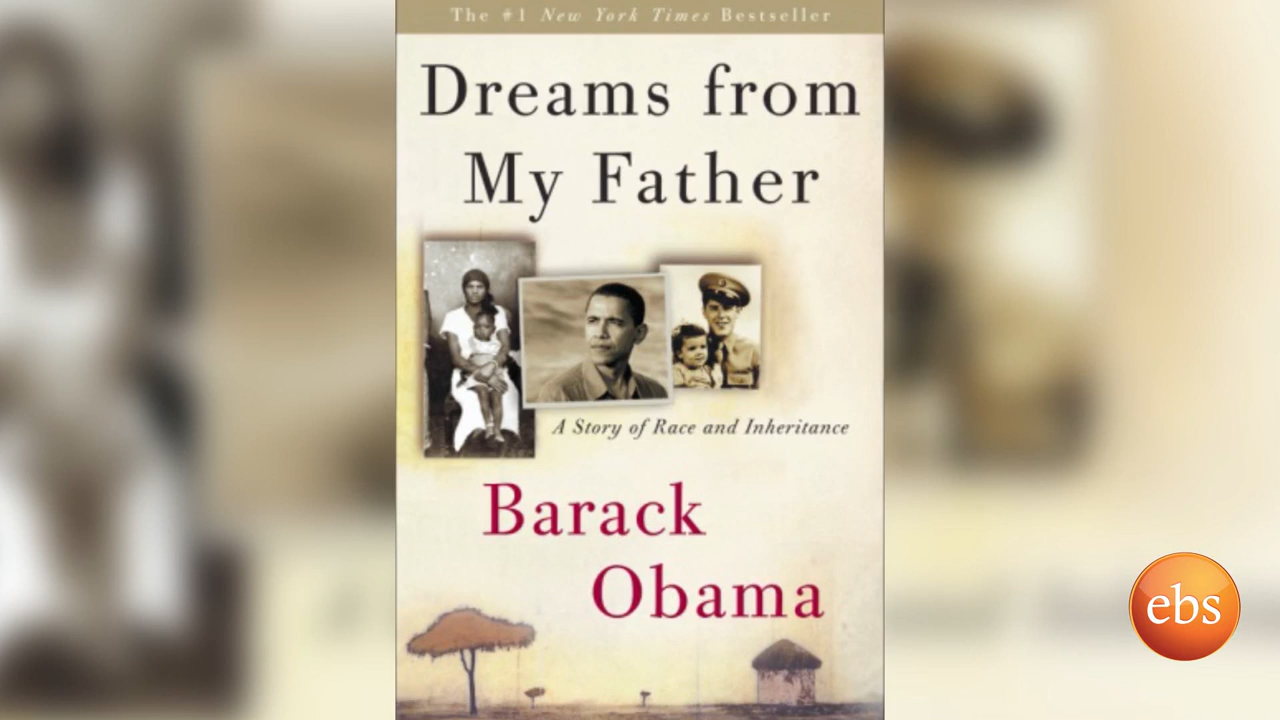 The #1 New York Times Bestseller
Dreams from
My Father
A Story of Race and Inheritance
Barack
Obama
ebs